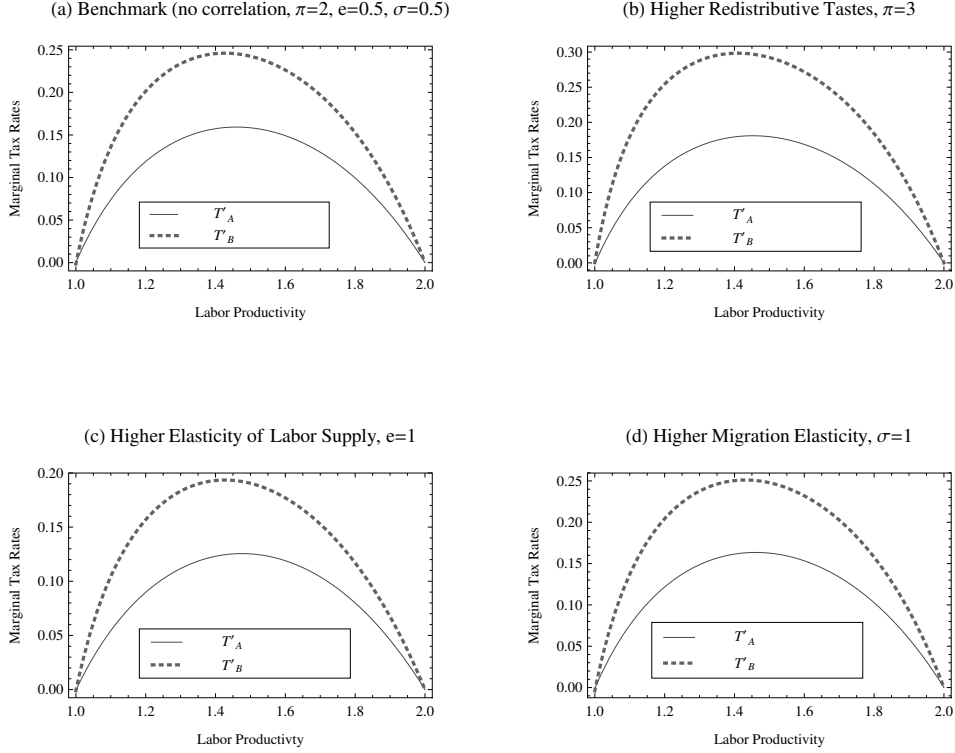 (a) Benchmark (no correlation, π=2, e=0.5, σ=0.5)
Marginal Tax Rates
0.25
0.20
0.15
0.10
0.05
0.00
T′A
T′B
1.0 1.2 1.4 1.6 1.8 2.0
Labor Productivity
(b) Higher Redistributive Tastes, π=3
Marginal Tax Rates
0.30
0.25
0.20
0.15
0.10
0.05
0.00
T′A
T′B
1.0 1.2 1.4 1.6 1.8 2.0
Labor Productivity
(c) Higher Elasticity of Labor Supply, e=1
Marginal Tax Rates
0.20
0.15
0.10
0.05
0.00
T′A
T′B
1.0 1.2 1.4 1.6 1.8 2.0
Labor Productivty
(d) Higher Migration Elasticity, σ=1
Marginal Tax Rates
0.25
0.20
0.15
0.10
0.05
0.00
T′A
T′B
1.0 1.2 1.4 1.6 1.8 2.0
Labor Productivity